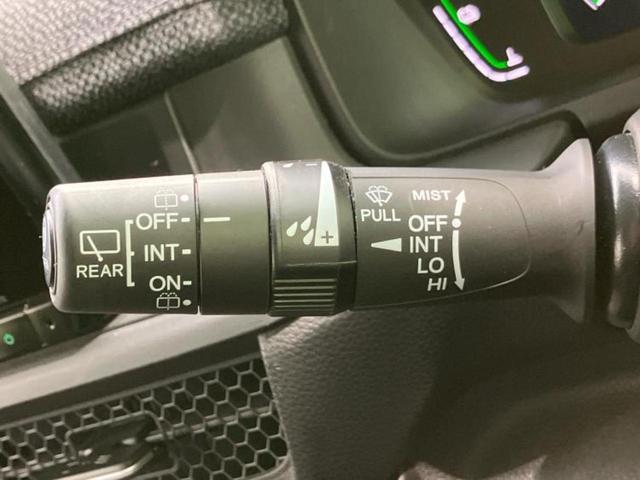 OFF
INT
ON
REAR
+
PULL
MIST
OFF
INT
LO
HI